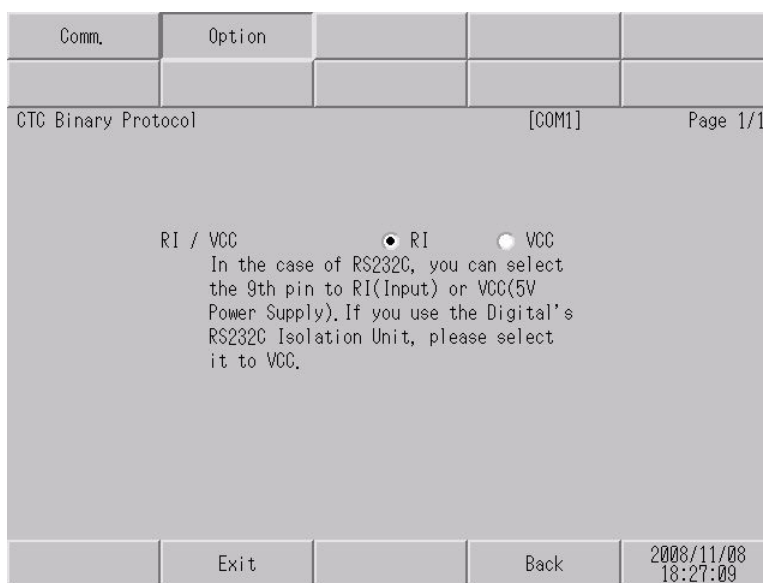 Comm. Option
CTC Binary Protocol [COM1] Page 1/1
RI / VCC RI VCC
In the case of RS232C, you can select
the 9th pin to RI(Input) or VCC(5V
Power Suply).If you use the Digital's
RS232C Isolation Unit, please select
it to VCC.
Exit Back 2008/11/08
18:27:09